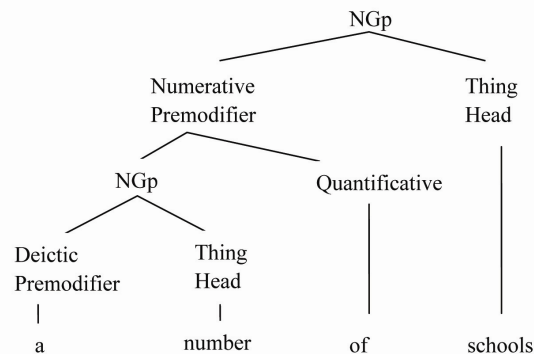 NGp
Numerative Thing
Premodifier Head
NGp Quantificative
Deictic Thing
Premodifier Head
a number of schools